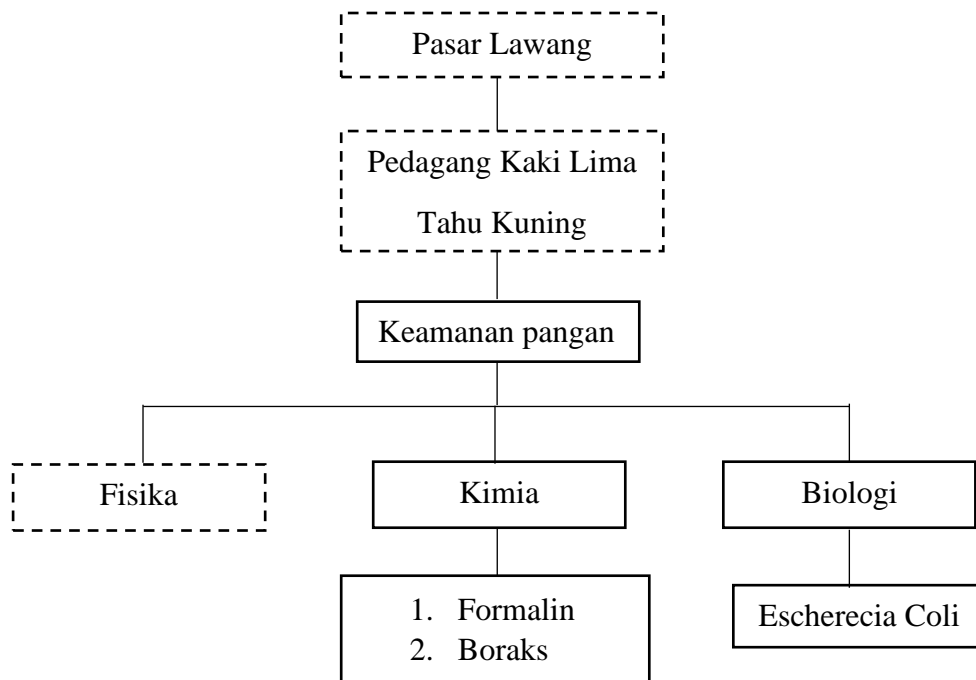 Pasar Lawang
Pedagang Kaki Lima
Tahu Kuning
Keamanan pangan
Fisika
Kimia
Biologi
1. Formalin
2. Boraks
Escherecia Coli